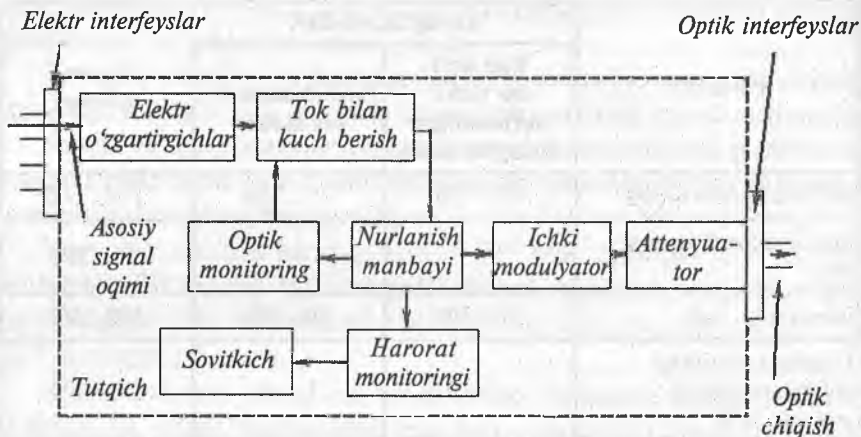 Elektr interfeyslar
Optik interfeyslar
Elektr
o‘zgartirgichlar
Tok bilan
kuch berish
Asosiy
signal
oqimi
Optik
monitoring
Nurlanish
manbayi
Ichki
modulyator
Attenyua-
tor
Sovitkich
Harorat
monitoringi
Tutqich
Optik
chiqish